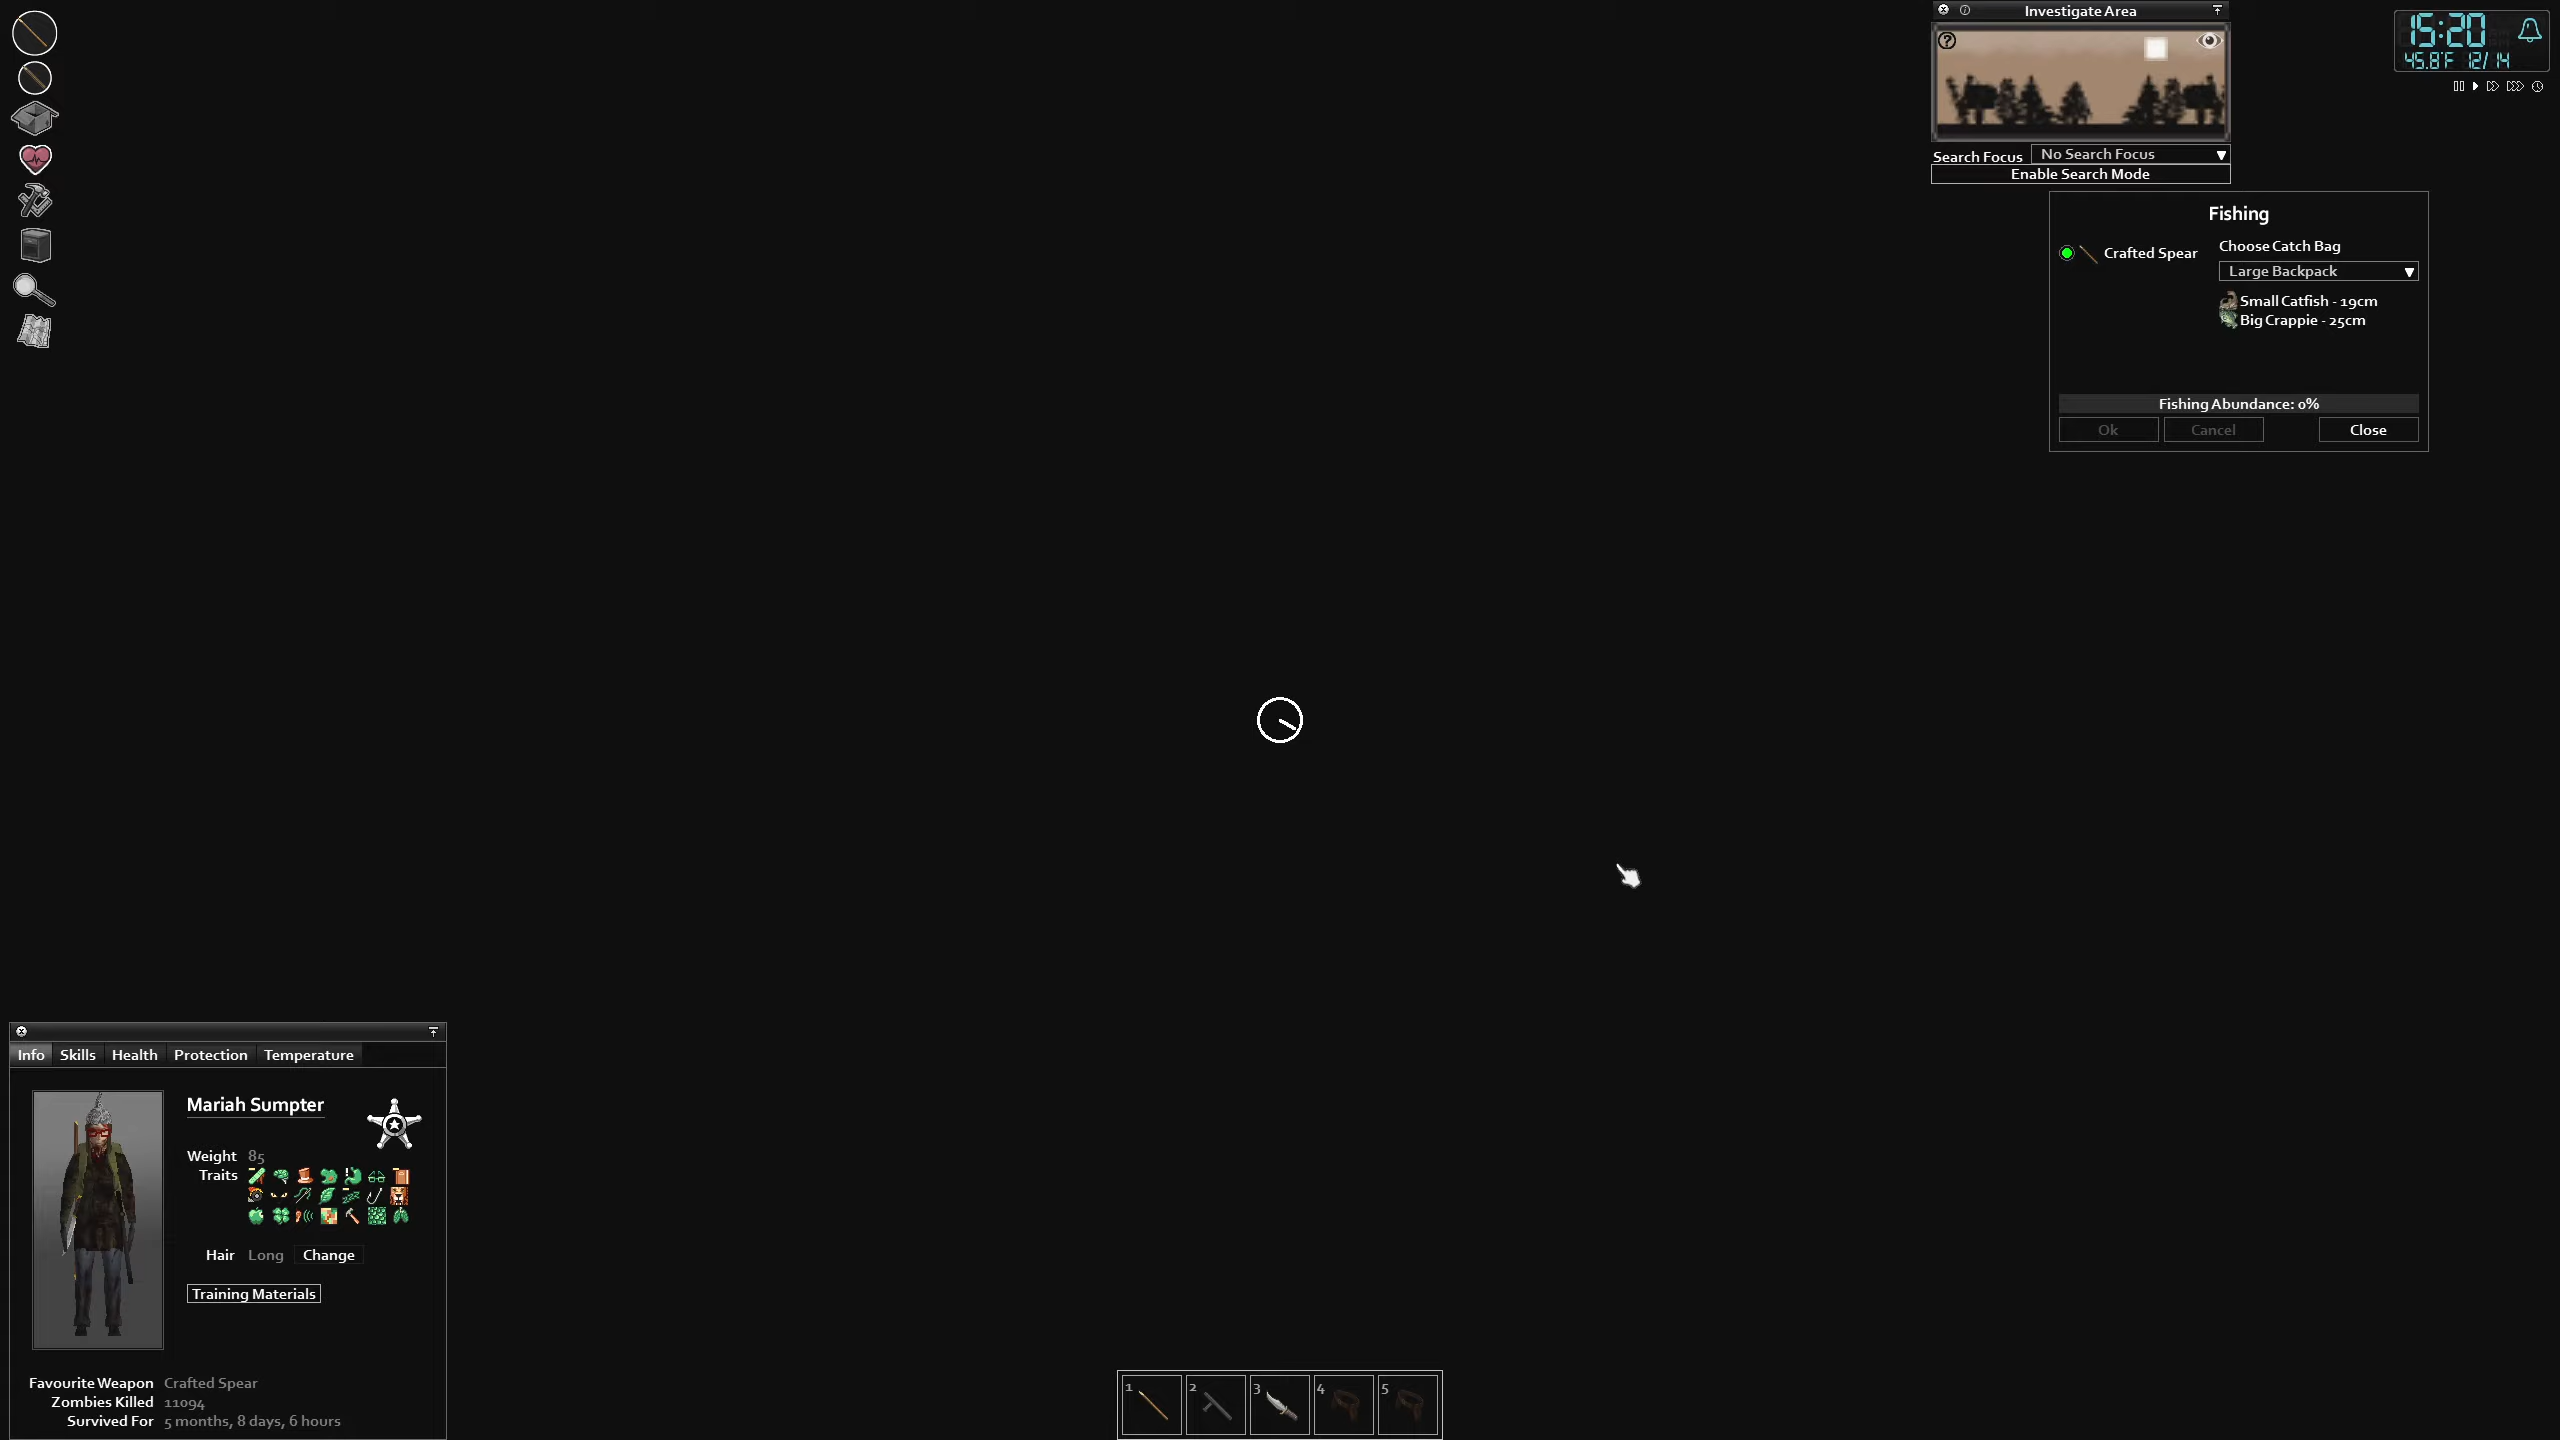 Investigate Area
15:20
45.8°F 12/14
Search Focus No Search Focus
Enable Search Mode
Fishing
Crafted Spear
Choose Catch Bag
Large Backpack
Small Catfish - 19cm
Big Crappie - 25cm
Fishing Abundance: 0%
Ok Cancel Close
Info Skills Health Protection Temperature
Mariah Sumpter
Weight 85
Traits
Hair Long Change
Training Materials
Favourite Weapon Crafted Spear
Zombies Killed 11094
Survived For 5 months, 8 days, 6 hours
1 2 3 4 5